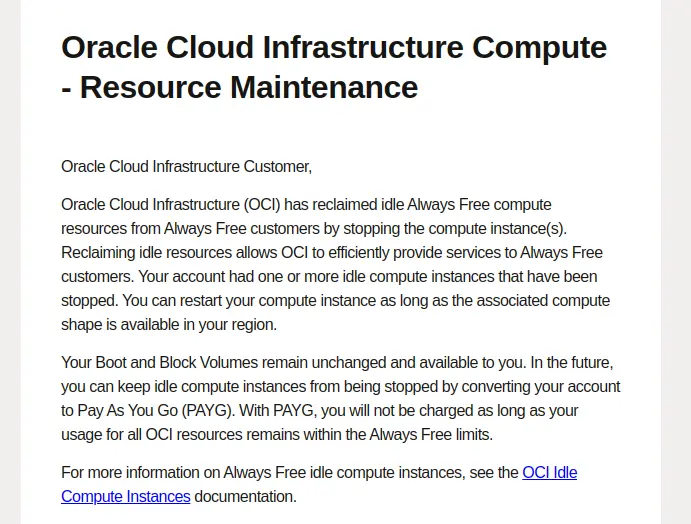 Oracle Cloud Infrastructure Compute
- Resource Maintenance
Oracle Cloud Infrastructure Customer,
Oracle Cloud Infrastructure (OCI) has reclaimed idle Always Free compute
resources from Always Free customers by stopping the compute instance(s).
Reclaiming idle resources allows OCI to efficiently provide services to Always Free
customers. Your account had one or more idle compute instances that have been
stopped. You can restart your compute instance as long as the associated compute
shape is available in your region.
Your Boot and Block Volumes remain unchanged and available to you. In the future,
you can keep idle compute instances from being stopped by converting your account
to Pay As You Go (PAYG). With PAYG, you will not be charged as long as your
usage for all OCI resources remains within the Always Free limits.
For more information on Always Free idle compute instances, see the OCI Idle
Compute Instances documentation.